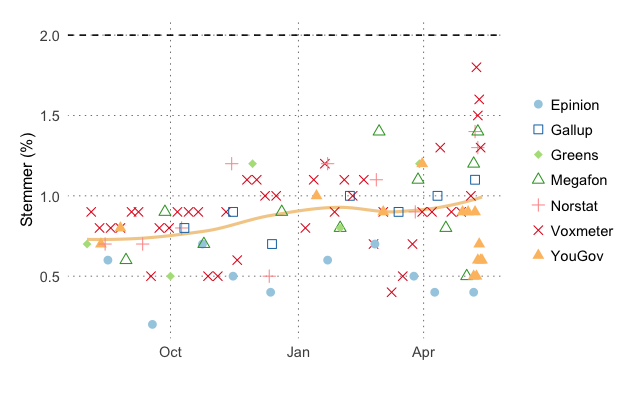 2.0
1.5
1.0
0.5
Stemmer (%)
Oct Jan Apr
Epinion
Gallup
Greens
Megafon
Norstat
Voxmeter
YouGov